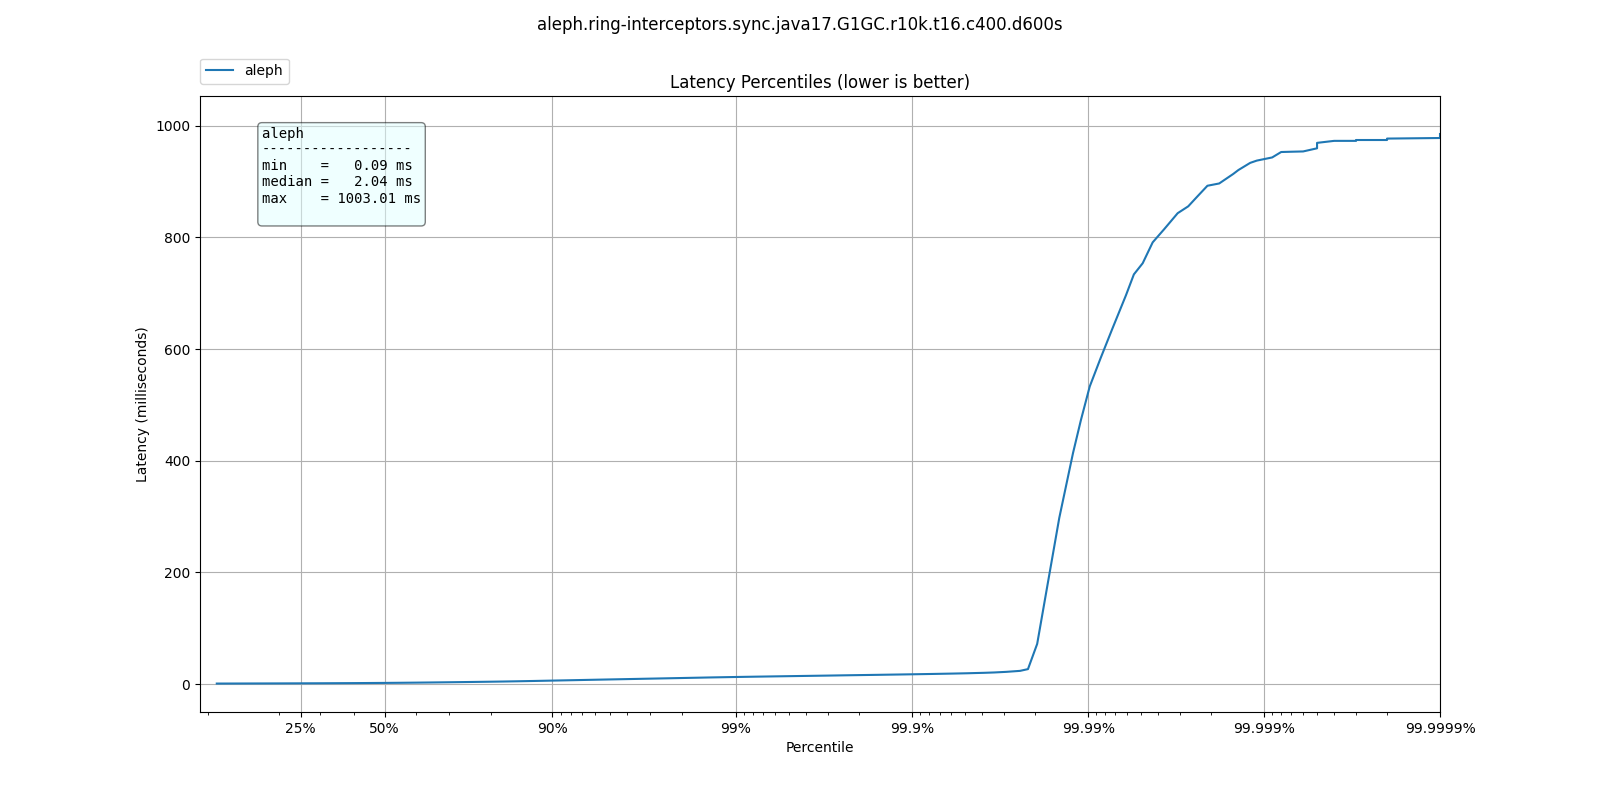 aleph.ring-interceptors.sync.java17.G1GC.r10k.t16.c400.d600s
aleph
Latency Percentiles (lower is better)
aleph
------------------
min    =   0.09 ms
median =   2.04 ms
max    = 1003.01 ms
1000
800
600
400
200
0
Latency (milliseconds)
25% 50% 90% 99% 99.9% 99.99% 99.999% 99.9999%
Percentile